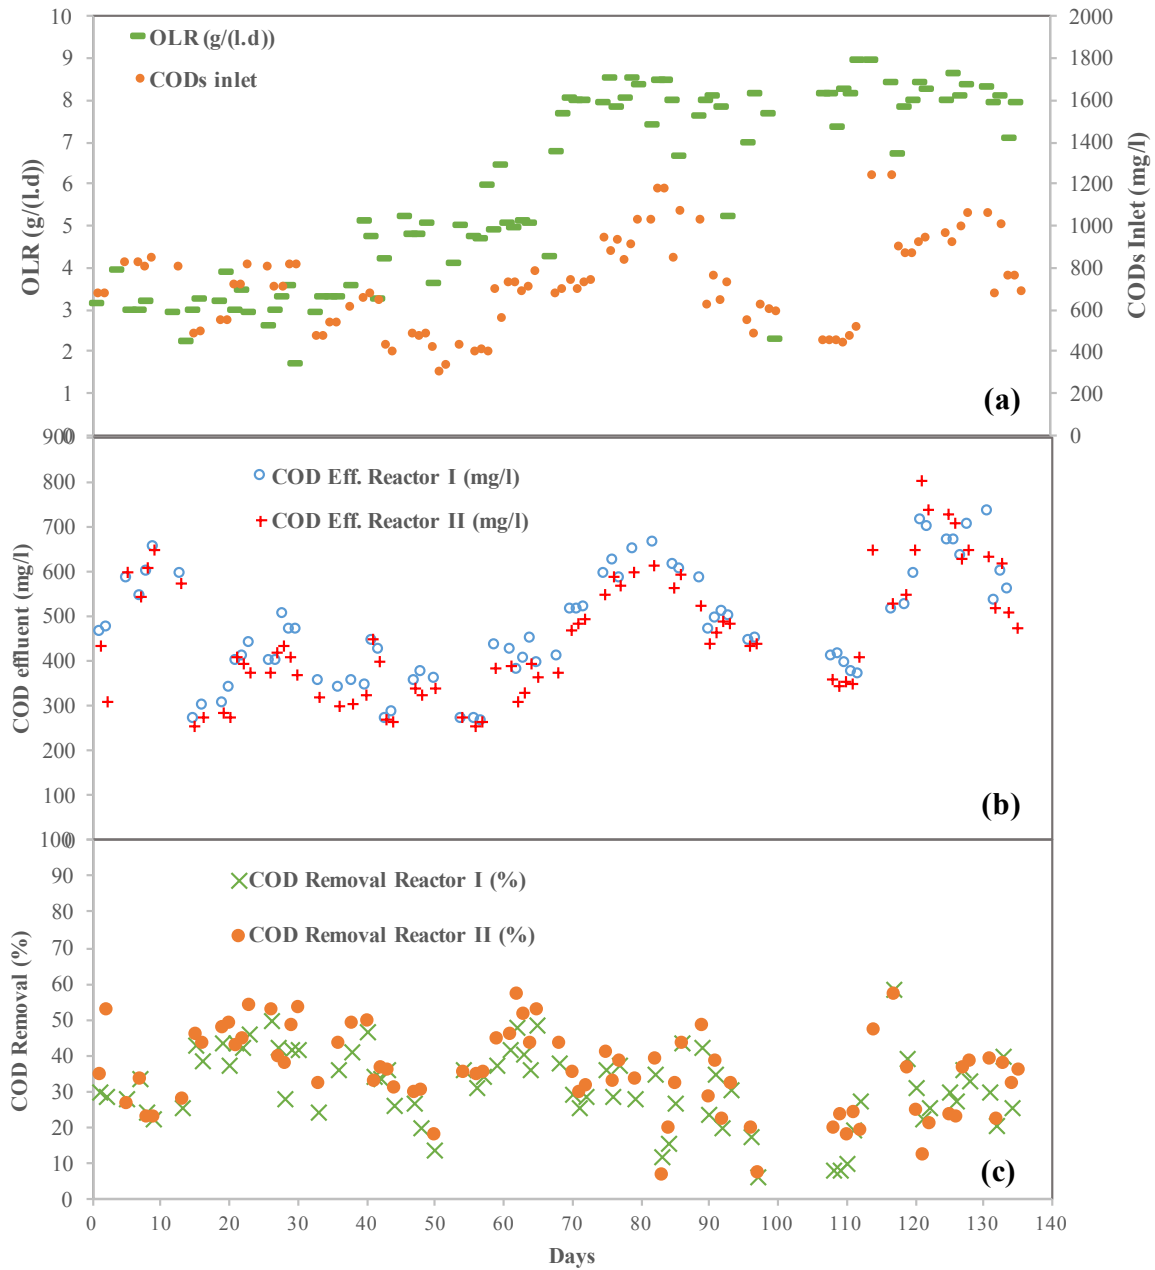 10
9
8
7
6
5
4
3
2
1
0
OLR (g/(l.d))
OLR (g/(l.d))
CODs inlet
2000
1800
1600
1400
1200
1000
800
600
400
200
0
CODs Inlet (mg/l)
(a)
900
800
700
600
500
400
300
200
100
0
COD effluent (mg/l)
COD Eff. Reactor I (mg/l)
COD Eff. Reactor II (mg/l)
(b)
100
90
80
70
60
50
40
30
20
10
0
COD Removal (%)
COD Removal Reactor I (%)
COD Removal Reactor II (%)
(c)
0 10 20 30 40 50 60 70 80 90 100 110 120 130 140
Days